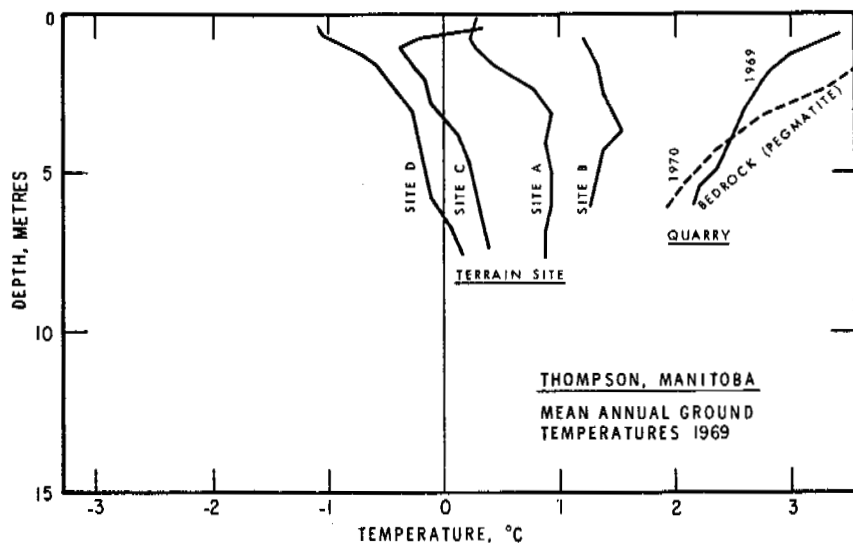 0
5
10
15
DEPTH, METRES
-3
-2
-1
0
1
2
3
TEMPERATURE, °C
SITE D
SITE C
SITE A
SITE B
TERRAIN SITE
1969
1970
BEDROCK (PEGMATITE)
QUARRY
THOMPSON, MANITOBA
MEAN ANNUAL GROUND
TEMPERATURES 1969